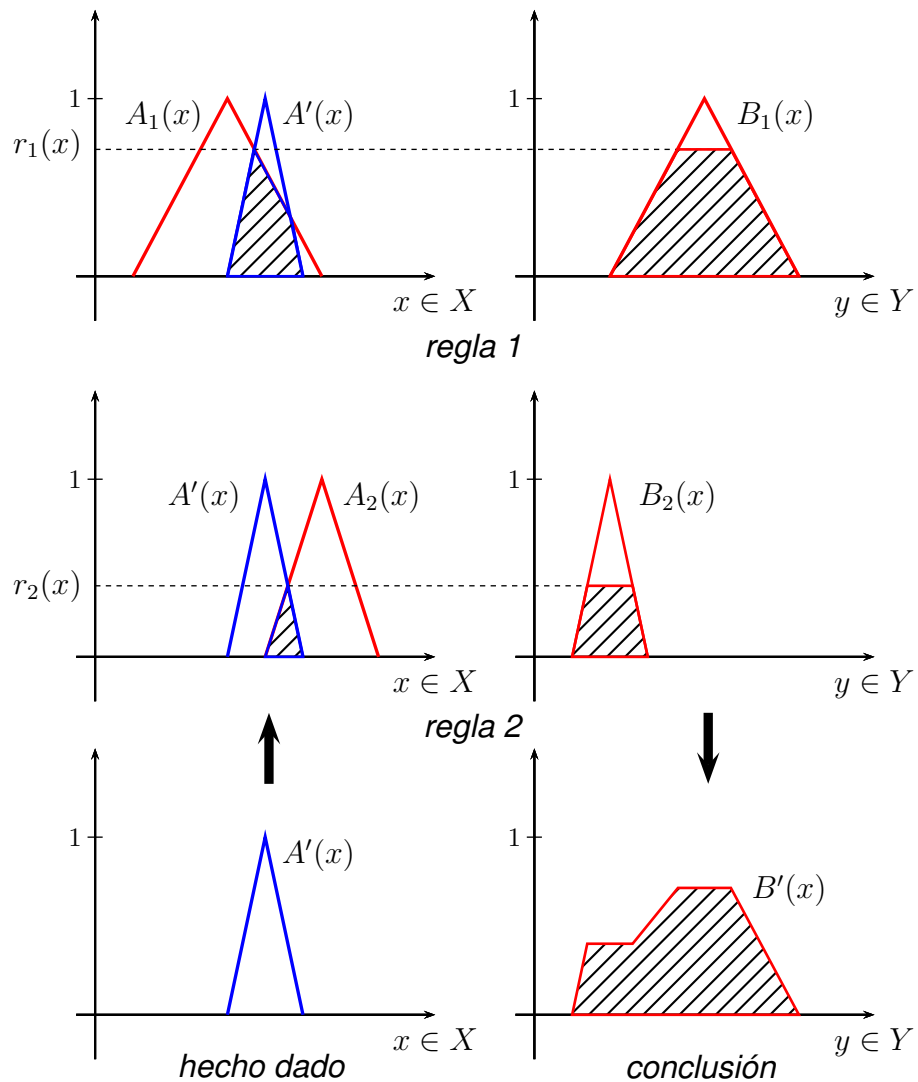 1
A₁(x)
A′(x)
r₁(x)
x ∈ X
1
B₁(x)
y ∈ Y
regla 1
1
A′(x)
A₂(x)
r₂(x)
x ∈ X
1
B₂(x)
y ∈ Y
regla 2
1
A′(x)
x ∈ X
hecho dado
1
B′(x)
y ∈ Y
conclusión